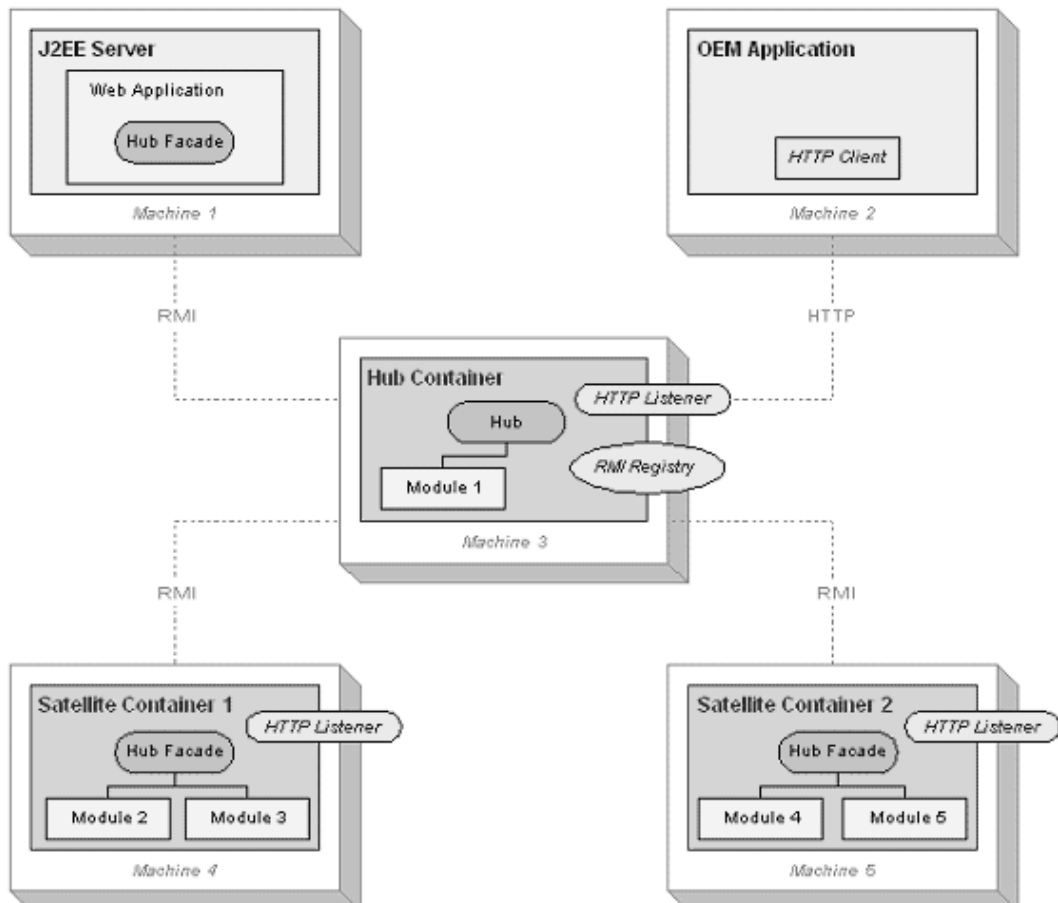 J2EE Server
Web Application
Hub Facade
Machine 1
OEM Application
HTTP Client
Machine 2
RMI
HTTP
Hub Container
HTTP Listener
Hub
RMI Registry
Module 1
Machine 3
RMI
RMI
Satellite Container 1
HTTP Listener
Hub Facade
Module 2
Module 3
Machine 4
Satellite Container 2
HTTP Listener
Hub Facade
Module 4
Module 5
Machine 5